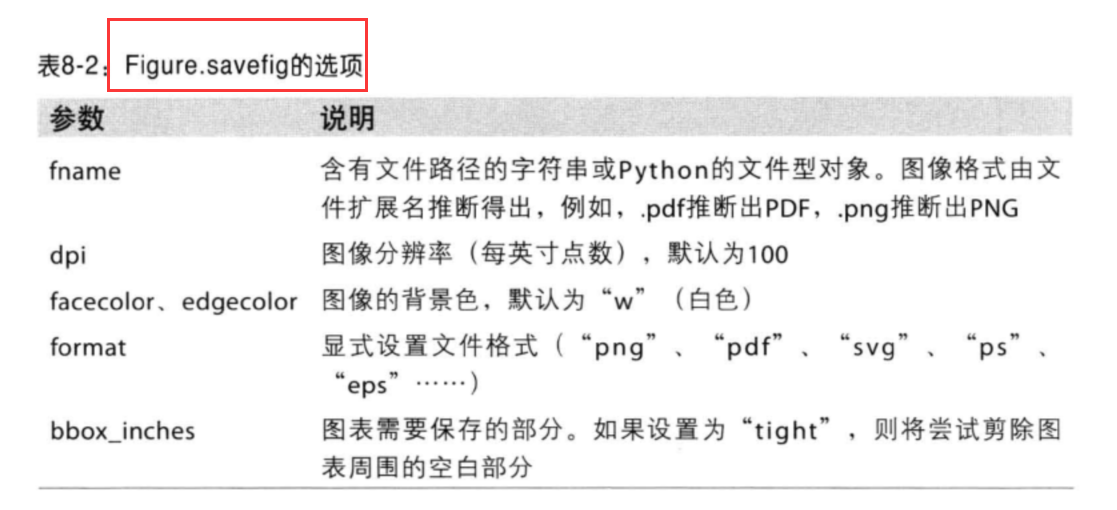 表8-2：Figure.savefig的选项
参数 说明
fname 含有文件路径的字符串或Python的文件型对象。图像格式由文
件扩展名推断得出，例如，.pdf推断出PDF，.png推断出PNG
dpi 图像分辨率（每英寸点数），默认为100
facecolor、edgecolor 图像的背景色，默认为“w”（白色）
format 显式设置文件格式（“png”、“pdf”、“svg”、“ps”、
“eps”……）
bbox_inches 图表需要保存的部分。如果设置为“tight”，则将尝试剪除图
表周围的空白部分